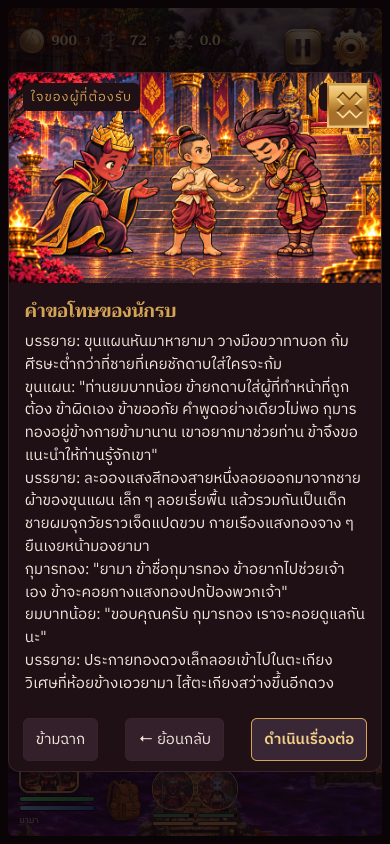 900 72 0.0
ใจของผู้ที่ต้องรับ
คำขอโทษของนักรบ
บรรยาย: ขุนแผนหันมาหายามา วางมือขวาทาบอก ก้ม
ศีรษะต่ำกว่าที่ชายที่เคยชักดาบใส่ใครจะก้ม
ขุนแผน: "ท่านยมบาทน้อย ข้ายกดาบใส่ผู้ที่ทำหน้าที่ถูก
ต้อง ข้าผิดเอง ข้าขออภัย คำพูดอย่างเดียวไม่พอ กุมาร
ทองอยู่ข้างกายข้ามานาน เขาอยากมาช่วยท่าน ข้าจึงขอ
แนะนำให้ท่านรู้จักเขา"
บรรยาย: ละอองแสงสีทองสายหนึ่งลอยออกมาจากชาย
ผ้าของขุนแผน เล็ก ๆ ลอยเรี่ยพื้น แล้วรวมกันเป็นเด็ก
ชายผมจุกวัยราวเจ็ดแปดขวบ กายเรืองแสงทองจาง ๆ
ยืนเงยหน้ามองยามา
กุมารทอง: "ยามา ข้าชื่อกุมารทอง ข้าอยากไปช่วยเจ้า
เอง ข้าจะคอยกางแสงทองปกป้องพวกเจ้า"
ยมบาทน้อย: "ขอบคุณครับ กุมารทอง เราจะคอยดูแลกัน
นะ"
บรรยาย: ประกายทองดวงเล็กลอยเข้าไปในตะเกียง
วิเศษที่ห้อยข้างเอวยามา ไส้ตะเกียงสว่างขึ้นอีกดวง
ข้ามฉาก ← ย้อนกลับ ดำเนินเรื่องต่อ
ยามา